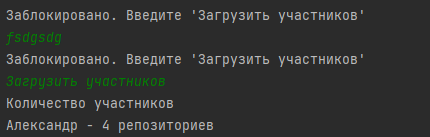 Заблокировано. Введите 'Загрузить участников'
fsdgsdg
Заблокировано. Введите 'Загрузить участников'
Загрузить участников
Количество участников
Александр - 4 репозиториев